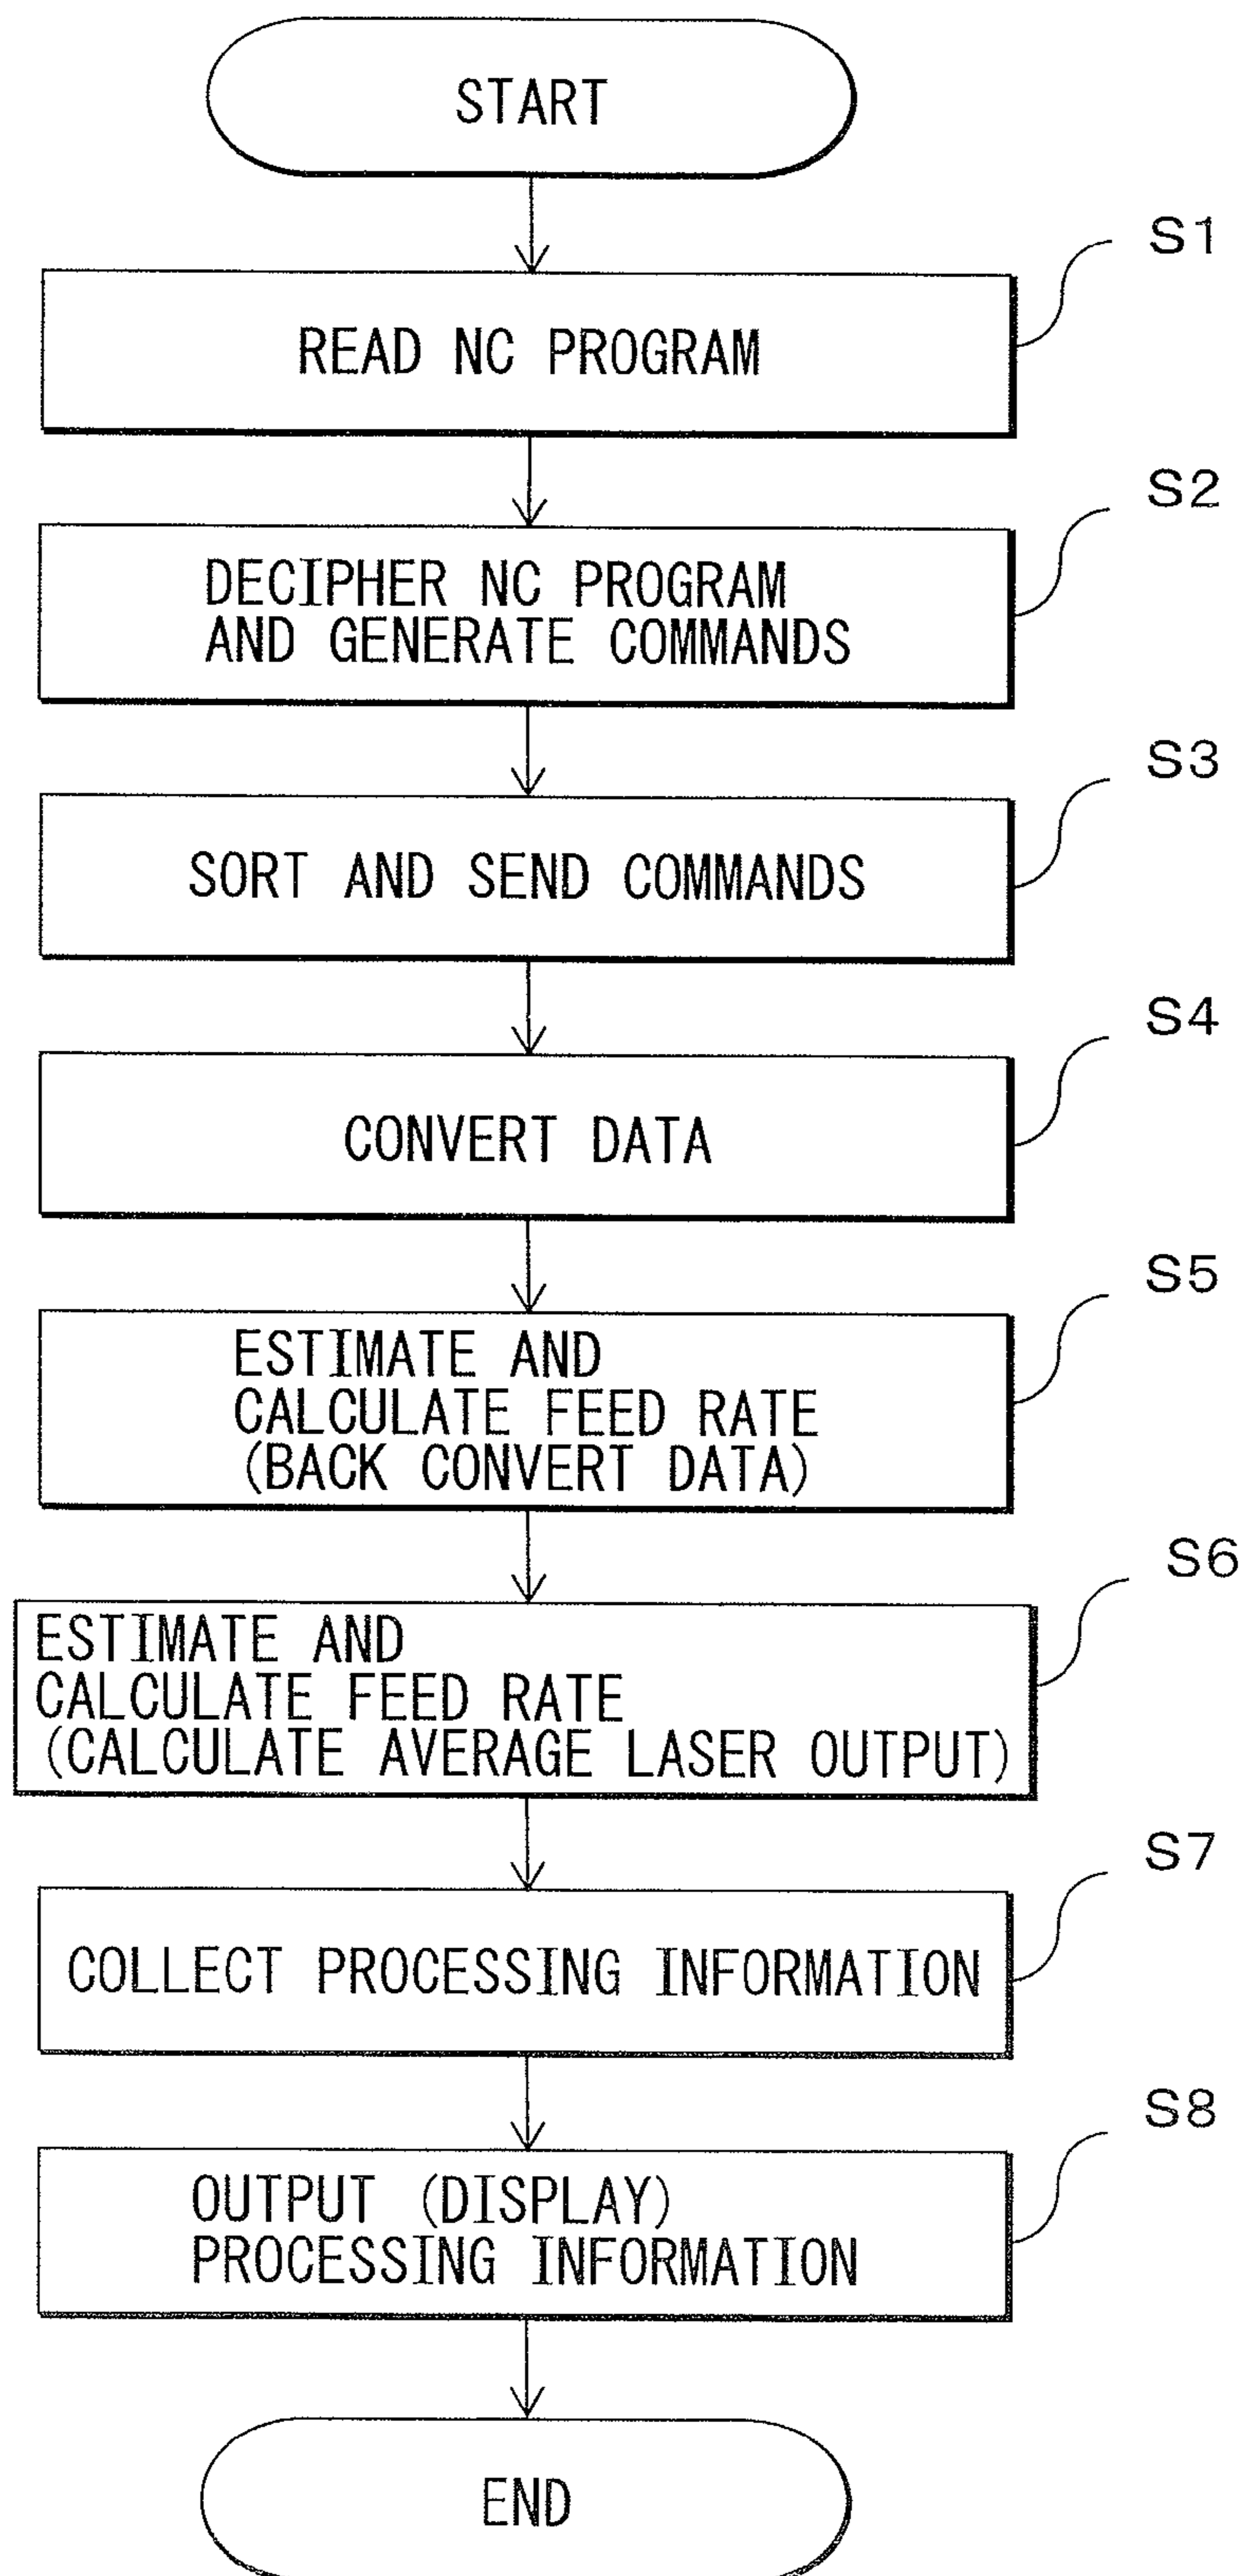 START
S1
READ NC PROGRAM
S2
DECIPHER NC PROGRAM
AND GENERATE COMMANDS
S3
SORT AND SEND COMMANDS
S4
CONVERT DATA
S5
ESTIMATE AND
CALCULATE FEED RATE
(BACK CONVERT DATA)
S6
ESTIMATE AND
CALCULATE FEED RATE
(CALCULATE AVERAGE LASER OUTPUT)
S7
COLLECT PROCESSING INFORMATION
S8
OUTPUT (DISPLAY)
PROCESSING INFORMATION
END